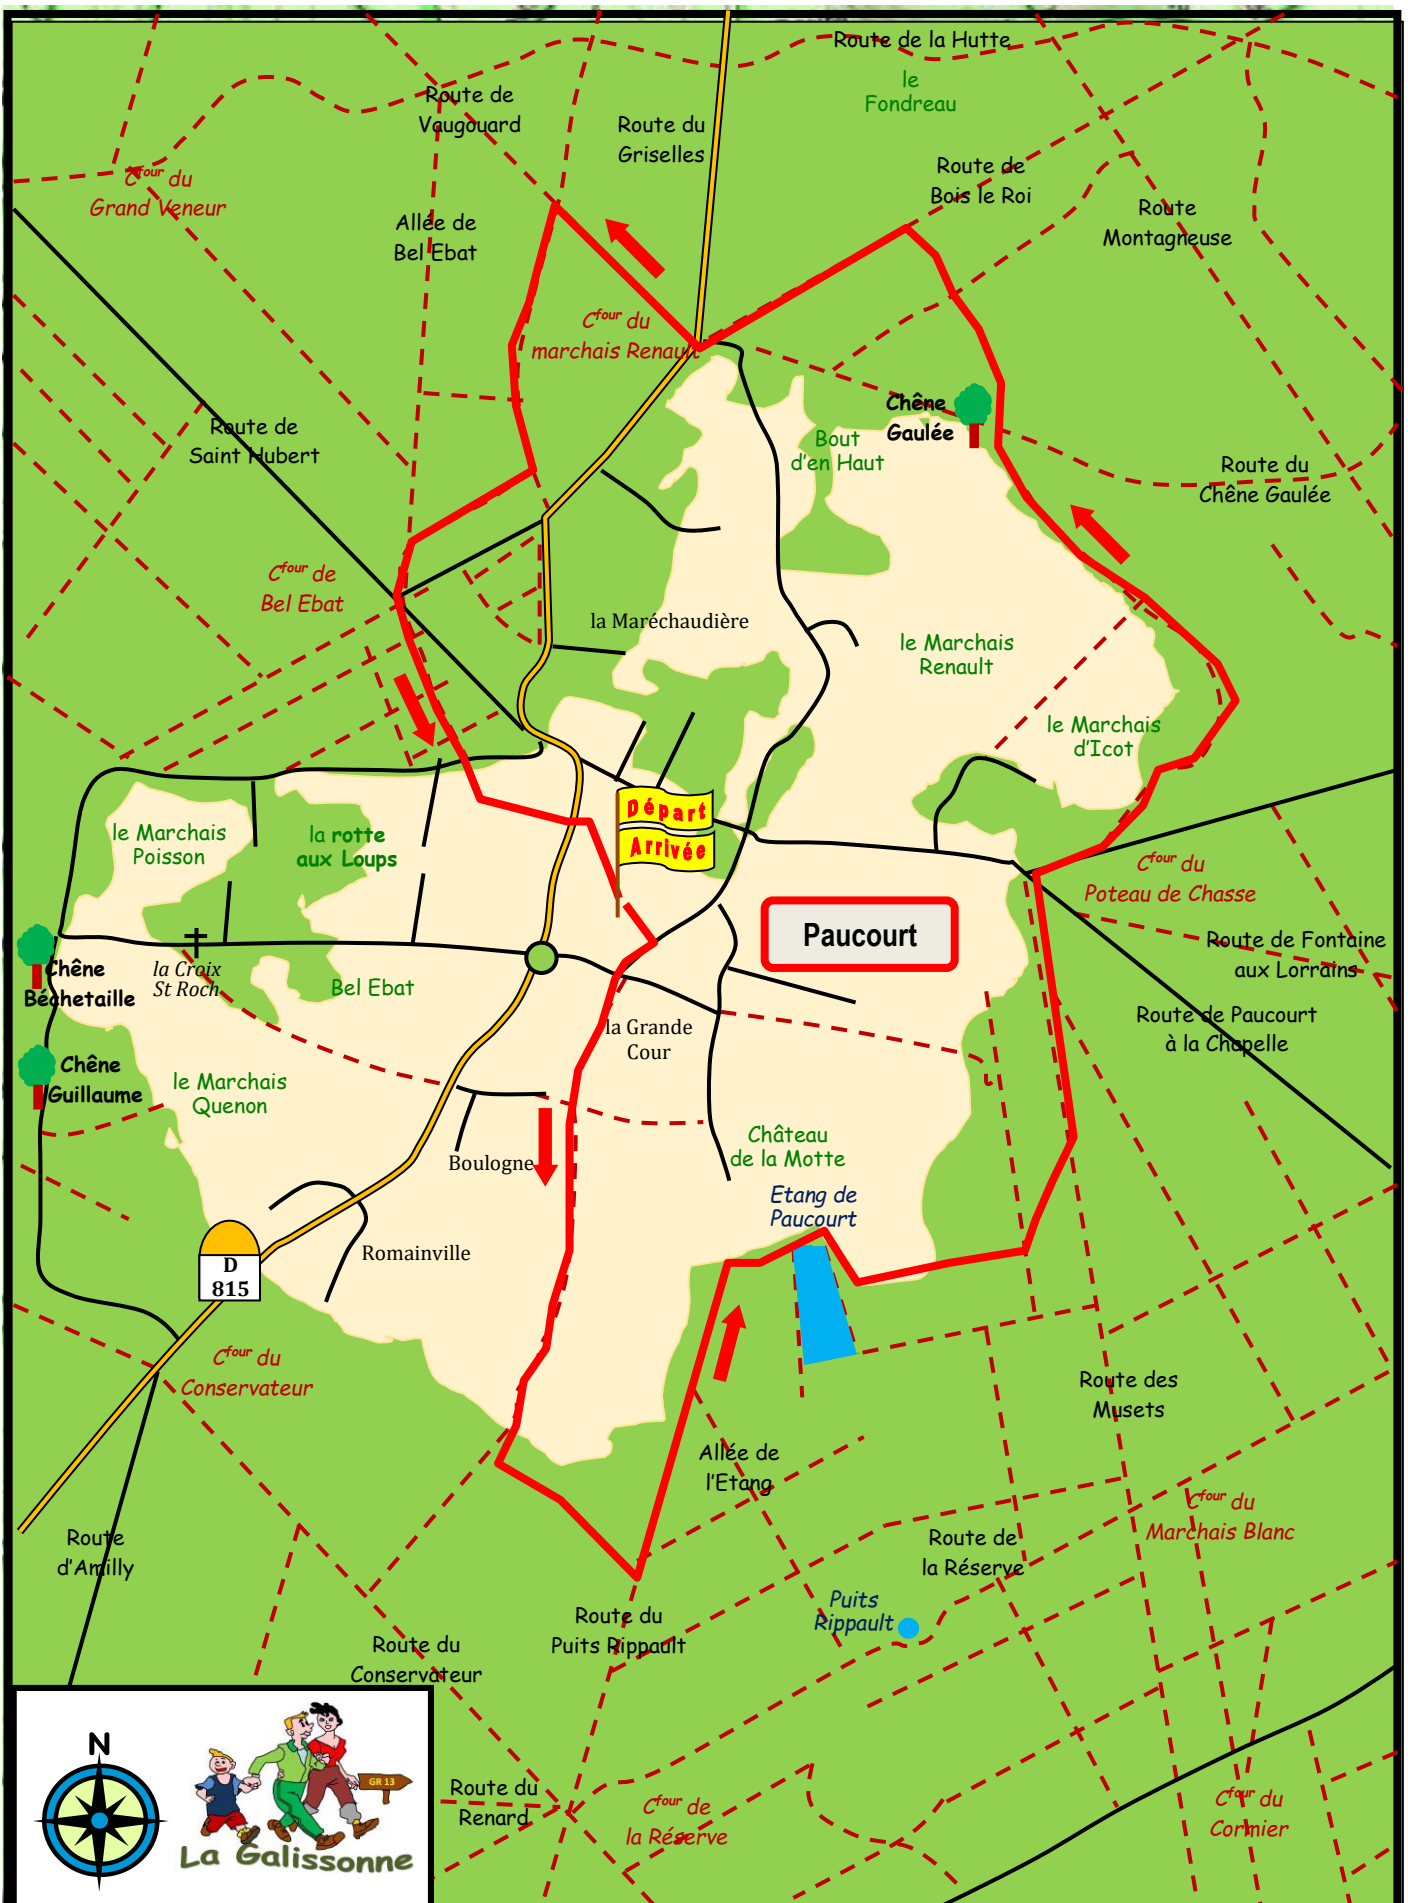 Route de la Hutte
le
Fondreau
Route de
Vaugouard
Route du
Griselles
Route de
Bois le Roi
Cfour du
Grand Veneur
Allée de
Bel Ebat
Route
Montagneuse
Cfour du
marchais Renault
Chêne
Gaulée
Route de
Saint Hubert
Bout
d'en Haut
Route du
Chêne Gaulée
Cfour de
Bel Ebat
la Maréchaudière
le Marchais
Renault
le Marchais
d'Icot
Départ
Arrivée
le Marchais
Poisson
la rotte
aux Loups
Cfour du
Poteau de Chasse
Paucourt
Route de Fontaine
aux Lorrains
Chêne
Béchetaille
la Croix
St Roch
Bel Ebat
Route de Paucourt
à la Chapelle
la Grande
Cour
Chêne
Guillaume
le Marchais
Quenon
Boulogne
Château
de la Motte
Etang de
Paucourt
Romainville
D
815
Cfour du
Conservateur
Route des
Musets
Allée de
l'Etang
Cfour du
Marchais Blanc
Route
d'Amilly
Route de
la Réserve
Puits
Rippault
Route du
Puits Rippault
Route du
Conservateur
N
GR 13
La Galissonne
Route du
Renard
Cfour de
la Réserve
Cfour du
Cormier